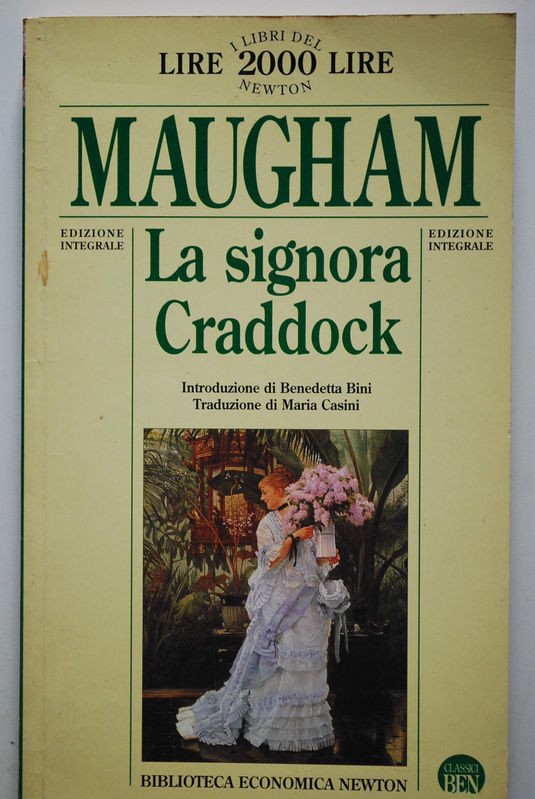 I LIBRI DEL
LIRE 2000 LIRE
NEWTON
MAUGHAM
EDIZIONE
INTEGRALE
La signora
Craddock
EDIZIONE
INTEGRALE
Introduzione di Benedetta Bini
Traduzione di Maria Casini
BIBLIOTECA ECONOMICA NEWTON
CLASSICI
BEN